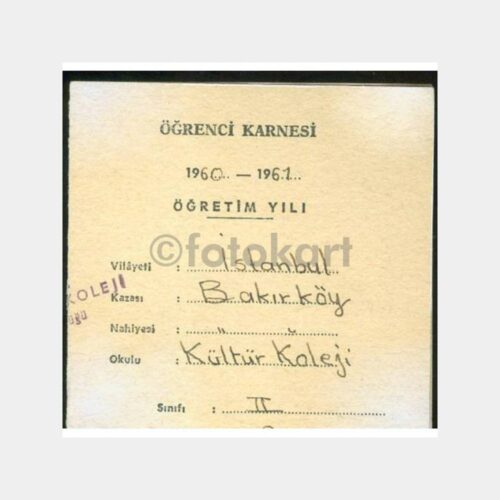 ÖĞRENCİ KARNESİ
1960... — 1961...
ÖĞRETİM YILI
©fotokart
Vilâyeti : İstanbul
KOLEJİ
Kazası : Bakırköy
Nahiyesi : " "
Okulu : Kültür Koleji
Sınıfı : II